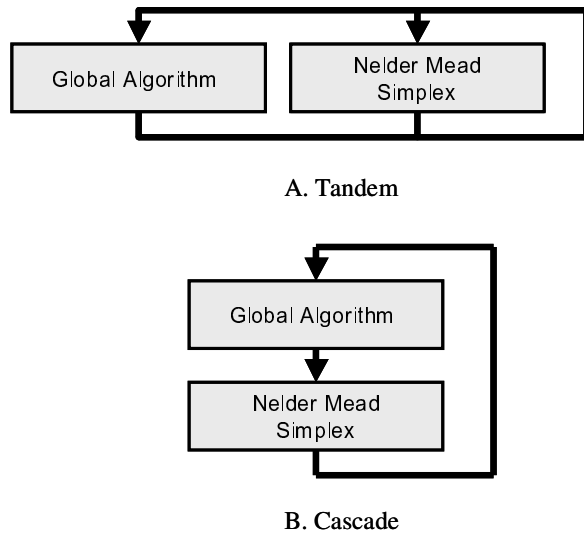 Global Algorithm
Nelder Mead
Simplex
A. Tandem
Global Algorithm
Nelder Mead
Simplex
B. Cascade